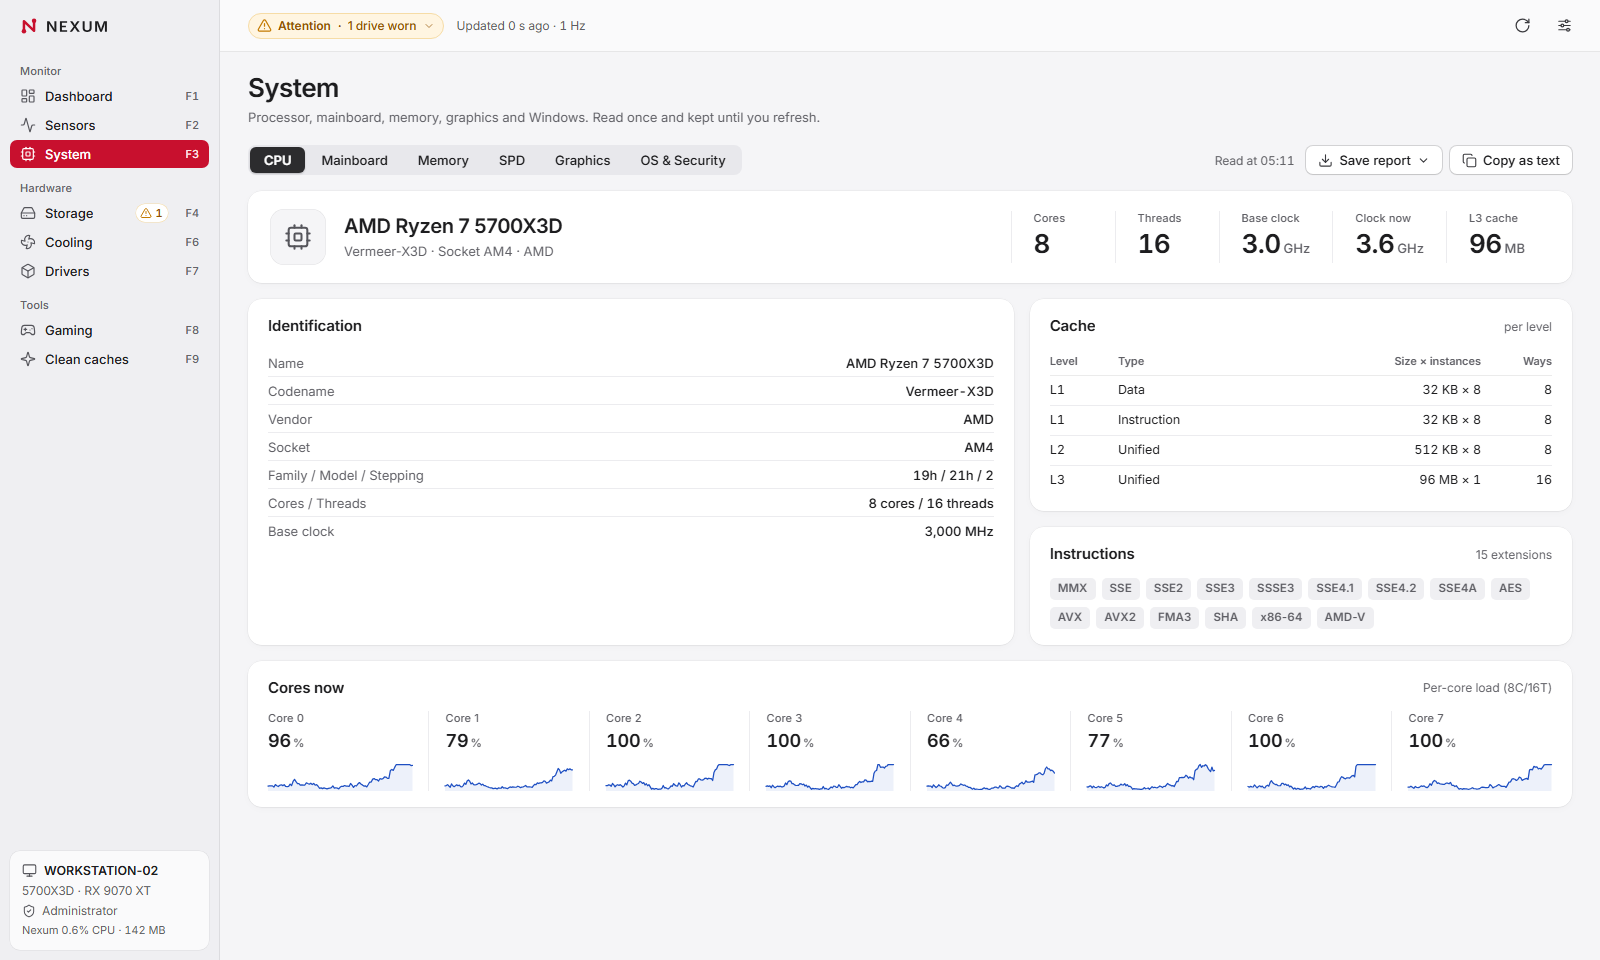 NEXUM
Attention · 1 drive worn
Updated 0 s ago · 1 Hz
Monitor
Dashboard F1
Sensors F2
System F3
Hardware
Storage 1 F4
Cooling F6
Drivers F7
Tools
Gaming F8
Clean caches F9
WORKSTATION-02
5700X3D · RX 9070 XT
Administrator
Nexum 0.6% CPU · 142 MB
System
Processor, mainboard, memory, graphics and Windows. Read once and kept until you refresh.
CPU Mainboard Memory SPD Graphics OS & Security
Read at 05:11 Save report Copy as text
AMD Ryzen 7 5700X3D
Vermeer-X3D · Socket AM4 · AMD
Cores Threads Base clock Clock now L3 cache
8 16 3.0 GHz 3.6 GHz 96 MB
Identification
Name AMD Ryzen 7 5700X3D
Codename Vermeer-X3D
Vendor AMD
Socket AM4
Family / Model / Stepping 19h / 21h / 2
Cores / Threads 8 cores / 16 threads
Base clock 3,000 MHz
Cache per level
Level Type Size × instances Ways
L1 Data 32 KB × 8 8
L1 Instruction 32 KB × 8 8
L2 Unified 512 KB × 8 8
L3 Unified 96 MB × 1 16
Instructions 15 extensions
MMX SSE SSE2 SSE3 SSSE3 SSE4.1 SSE4.2 SSE4A AES
AVX AVX2 FMA3 SHA x86-64 AMD-V
Cores now Per-core load (8C/16T)
Core 0 Core 1 Core 2 Core 3 Core 4 Core 5 Core 6 Core 7
96 % 79 % 100 % 100 % 66 % 77 % 100 % 100 %